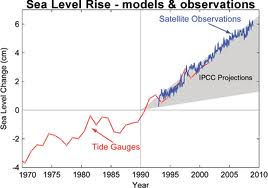 Sea Level Rise - models & observations
Satellite Observations
6
4
2
0
-2
-4
Sea Level Change (cm)
IPCC Projections
Tide Gauges
1970 1975 1980 1985 1990 1995 2000 2005 2010
Year